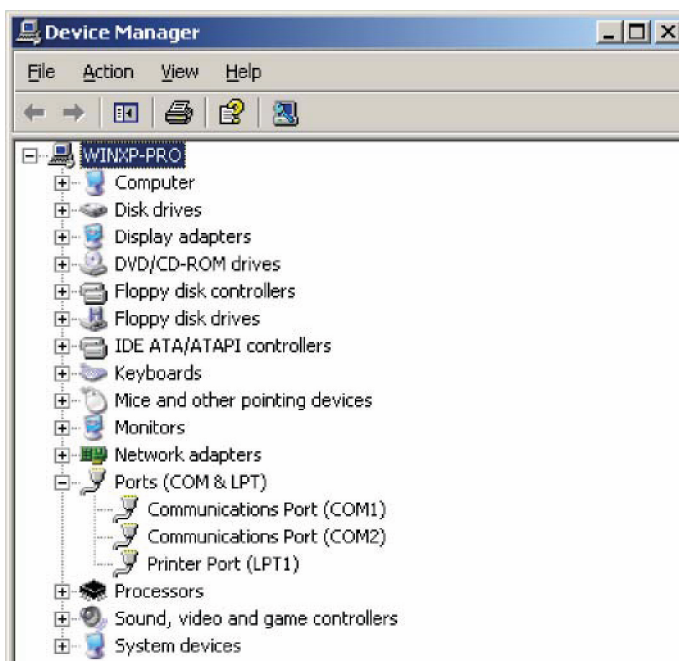 Device Manager
File Action View Help
WINXP-PRO
Computer
Disk drives
Display adapters
DVD/CD-ROM drives
Floppy disk controllers
Floppy disk drives
IDE ATA/ATAPI controllers
Keyboards
Mice and other pointing devices
Monitors
Network adapters
Ports (COM & LPT)
Communications Port (COM1)
Communications Port (COM2)
Printer Port (LPT1)
Processors
Sound, video and game controllers
System devices